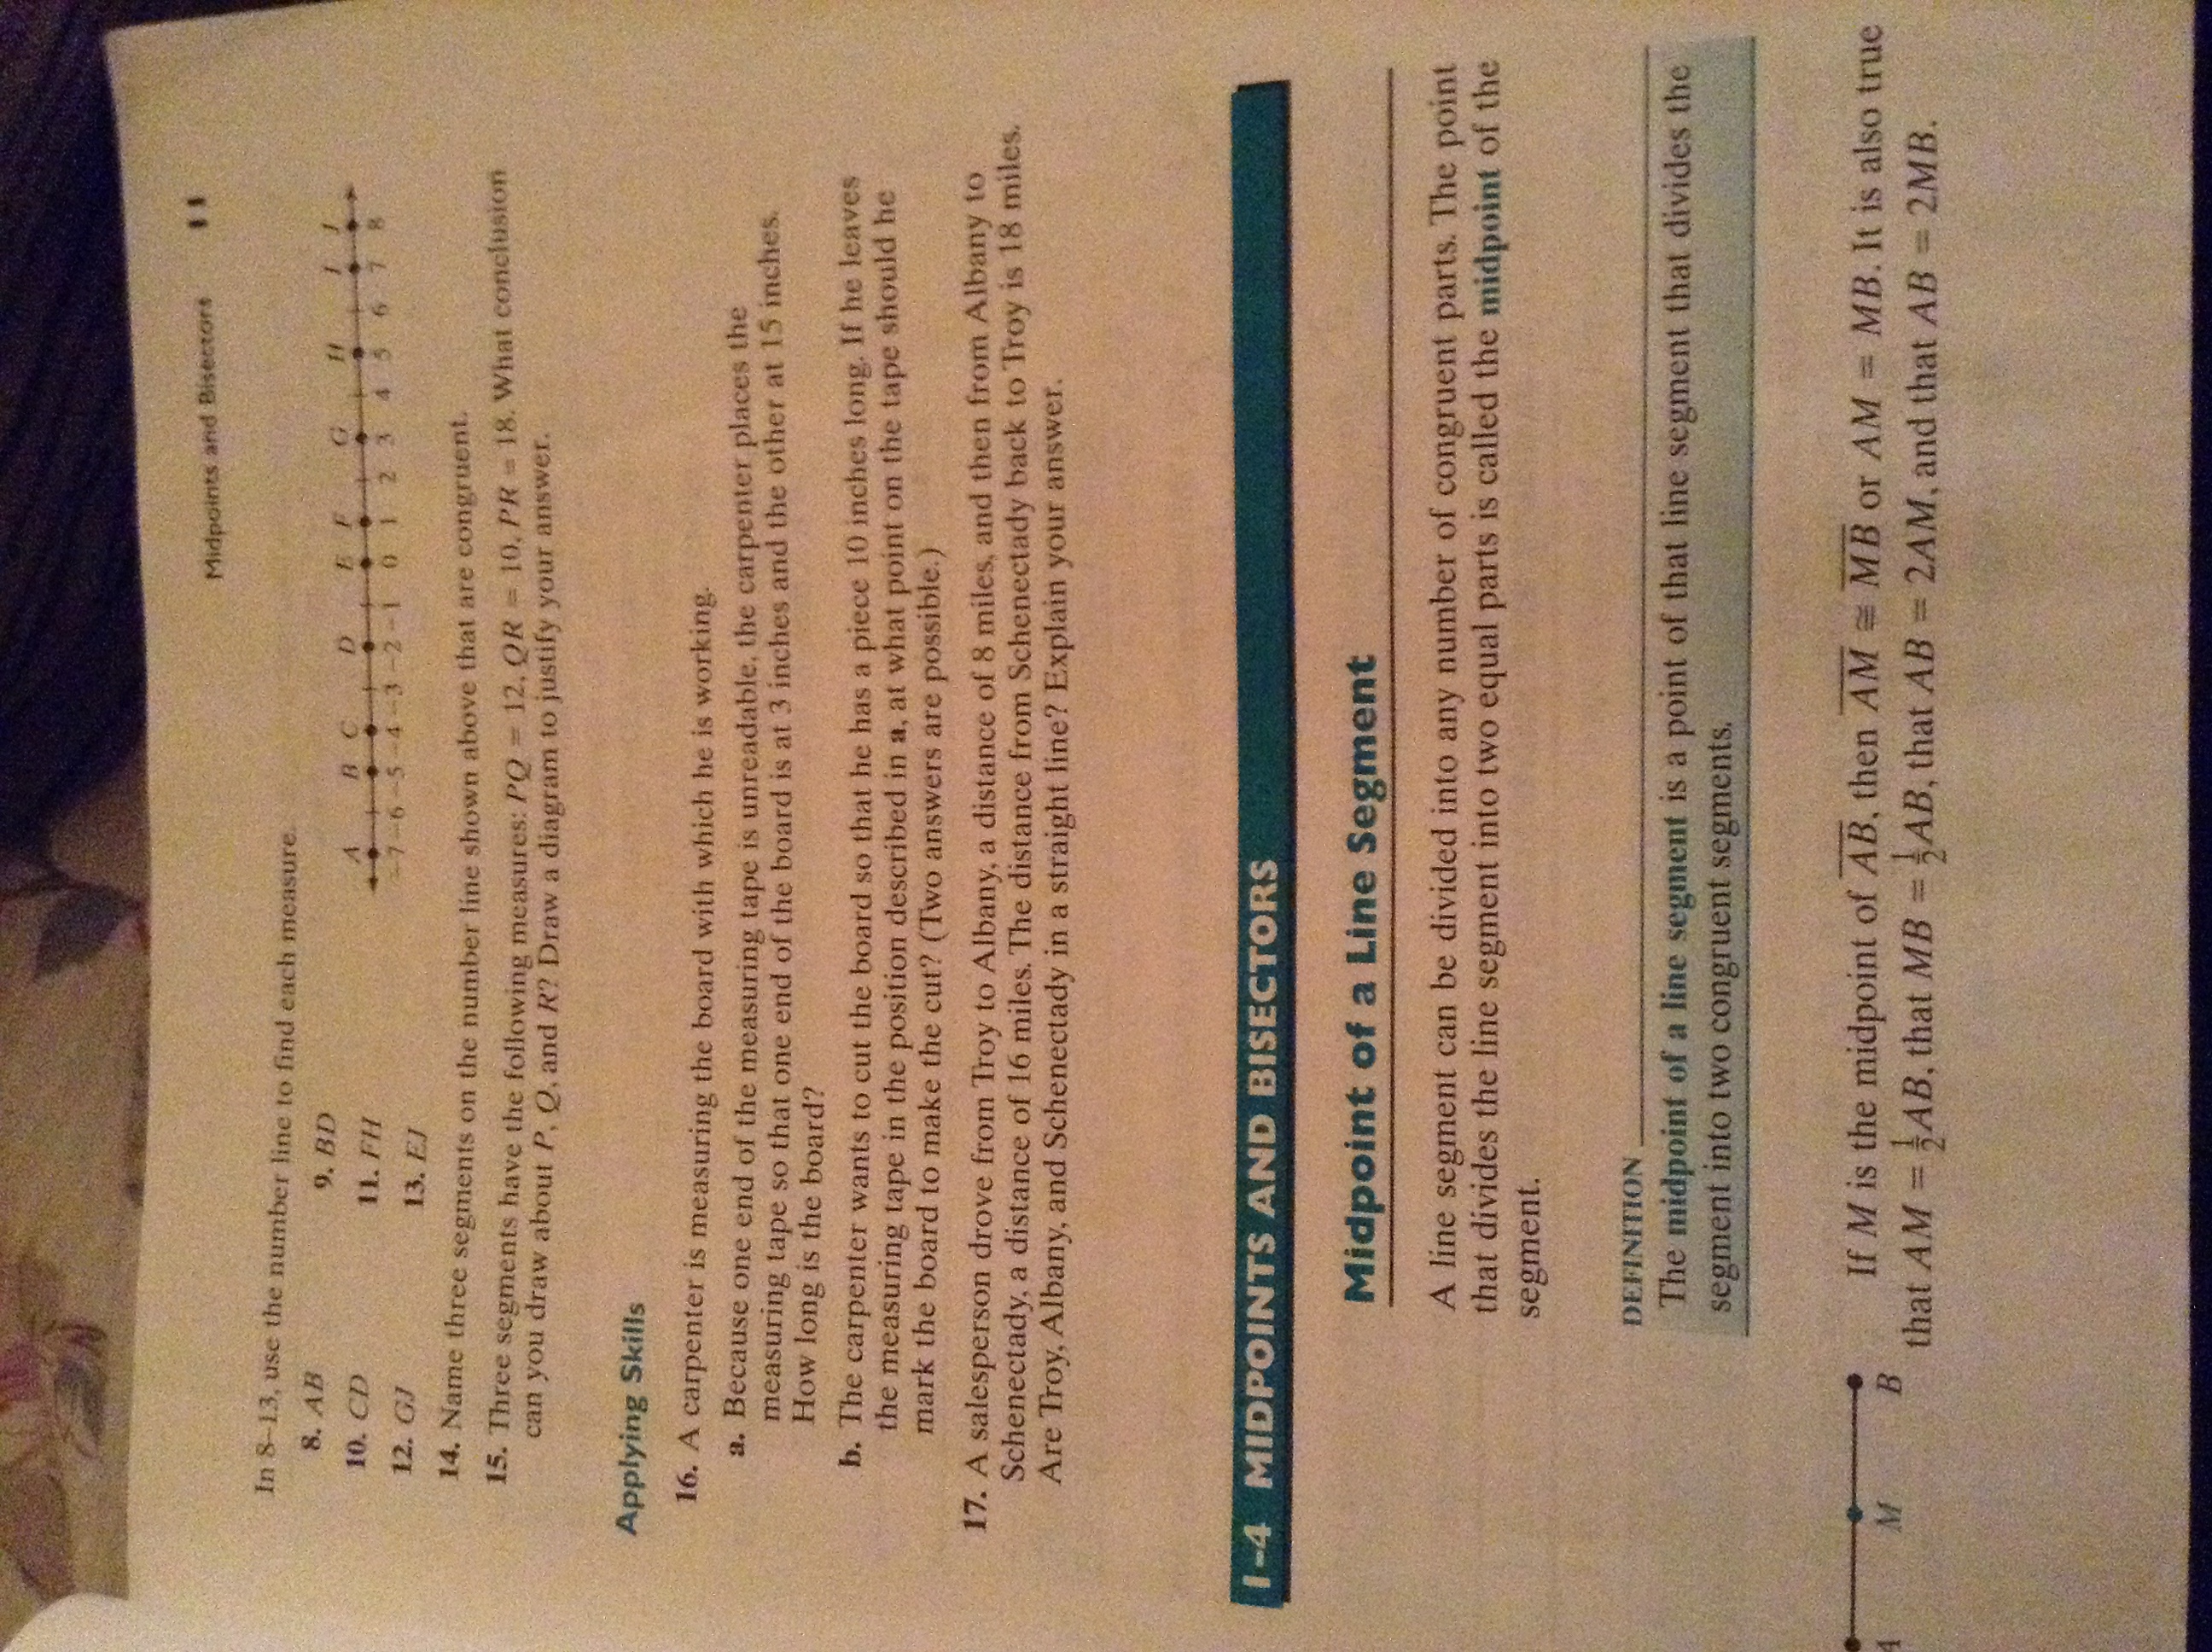 Midpoints and Bisectors 11
In 8–13, use the number line to find each measure.
8. AB 9. BD
10. CD 11. FH
12. GJ 13. EJ
A B C D E F G H I J
−7 −6 −5 −4 −3 −2 −1 0 1 2 3 4 5 6 7 8
14. Name three segments on the number line shown above that are congruent.
15. Three segments have the following measures: PQ = 12, QR = 10, PR = 18. What conclusion
can you draw about P, Q, and R? Draw a diagram to justify your answer.
Applying Skills
16. A carpenter is measuring the board with which he is working.
a. Because one end of the measuring tape is unreadable, the carpenter places the
measuring tape so that one end of the board is at 3 inches and the other at 15 inches.
How long is the board?
b. The carpenter wants to cut the board so that he has a piece 10 inches long. If he leaves
the measuring tape in the position described in a, at what point on the tape should he
mark the board to make the cut? (Two answers are possible.)
17. A salesperson drove from Troy to Albany, a distance of 8 miles, and then from Albany to
Schenectady, a distance of 16 miles. The distance from Schenectady back to Troy is 18 miles.
Are Troy, Albany, and Schenectady in a straight line? Explain your answer.
1-4 MIDPOINTS AND BISECTORS
Midpoint of a Line Segment
A line segment can be divided into any number of congruent parts. The point
that divides the line segment into two equal parts is called the midpoint of the
segment.
DEFINITION
The midpoint of a line segment is a point of that line segment that divides the
segment into two congruent segments.
A M B
If M is the midpoint of A̅B̅, then A̅M̅ ≅ M̅B̅ or AM = MB. It is also true
that AM = ½AB, that MB = ½AB, that AB = 2AM, and that AB = 2MB.